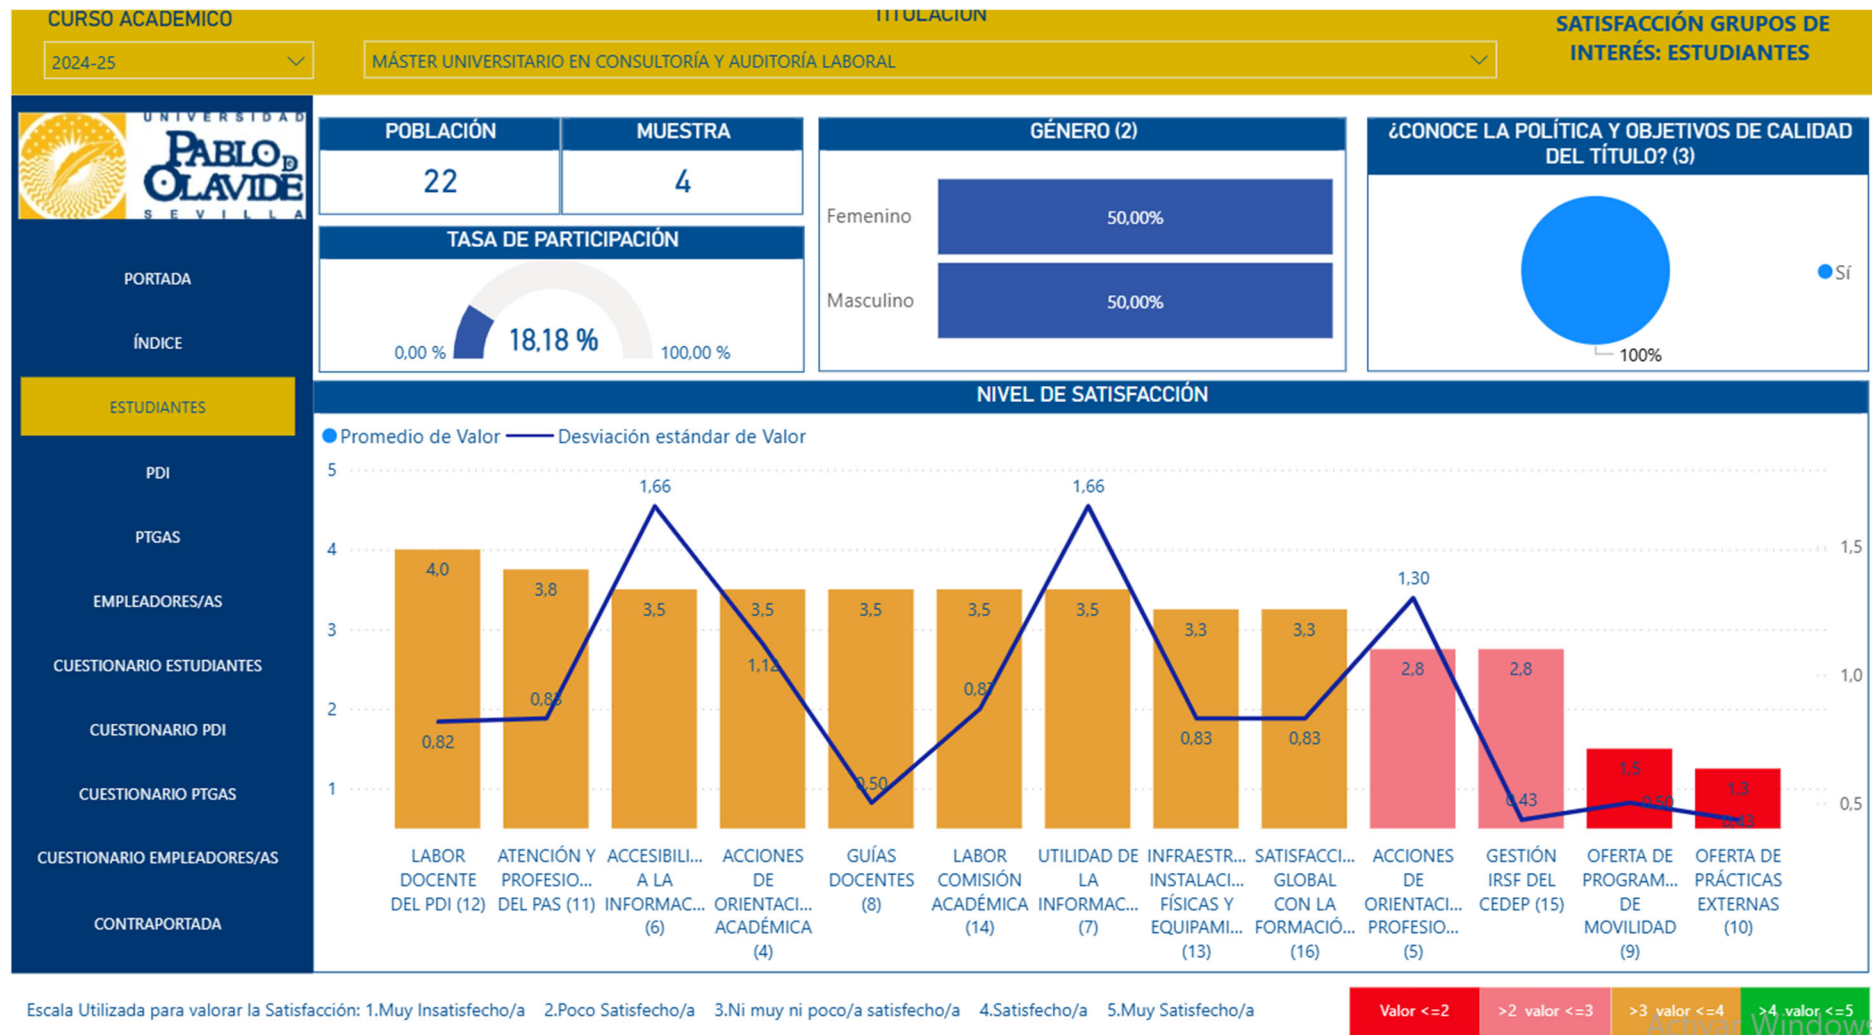 CURSO ACADÉMICO
TITULACIÓN
SATISFACCIÓN GRUPOS DE
INTERÉS: ESTUDIANTES
2024-25
MÁSTER UNIVERSITARIO EN CONSULTORÍA Y AUDITORÍA LABORAL
UNIVERSIDAD
PABLO DE
OLAVIDE
SEVILLA
PORTADA
ÍNDICE
ESTUDIANTES
PDI
PTGAS
EMPLEADORES/AS
CUESTIONARIO ESTUDIANTES
CUESTIONARIO PDI
CUESTIONARIO PTGAS
CUESTIONARIO EMPLEADORES/AS
CONTRAPORTADA
POBLACIÓN
22
MUESTRA
4
TASA DE PARTICIPACIÓN
0,00 %
18,18 %
100,00 %
GÉNERO (2)
Femenino
50,00%
Masculino
50,00%
¿CONOCE LA POLÍTICA Y OBJETIVOS DE CALIDAD
DEL TÍTULO? (3)
Sí
100%
NIVEL DE SATISFACCIÓN
Promedio de Valor
Desviación estándar de Valor
5
4
3
2
1
1,5
1,0
0,5
4,0
3,8
3,5
3,5
3,5
3,5
3,5
3,3
3,3
2,8
2,8
1,5
1,3
0,82
0,83
1,66
1,12
0,50
0,87
1,66
0,83
0,83
1,30
0,43
0,50
0,43
LABOR
DOCENTE
DEL PDI (12)
ATENCIÓN Y
PROFESIO...
DEL PAS (11)
ACCESIBILI...
A LA
INFORMAC...
(6)
ACCIONES
DE
ORIENTACI...
ACADÉMICA
(4)
GUÍAS
DOCENTES
(8)
LABOR
COMISIÓN
ACADÉMICA
(14)
UTILIDAD DE
LA
INFORMAC...
(7)
INFRAESTR...
INSTALACI...
FÍSICAS Y
EQUIPAMI...
(13)
SATISFACCI...
GLOBAL
CON LA
FORMACIÓ...
(16)
ACCIONES
DE
ORIENTACI...
PROFESIO...
(5)
GESTIÓN
IRSF DEL
CEDEP (15)
OFERTA DE
PROGRAM...
DE
MOVILIDAD
(9)
OFERTA DE
PRÁCTICAS
EXTERNAS
(10)
Escala Utilizada para valorar la Satisfacción: 1.Muy Insatisfecho/a 2.Poco Satisfecho/a 3.Ni muy ni poco/a satisfecho/a 4.Satisfecho/a 5.Muy Satisfecho/a
Valor <=2
>2 valor <=3
>3 valor <=4
>4 valor <=5
Activar Windows